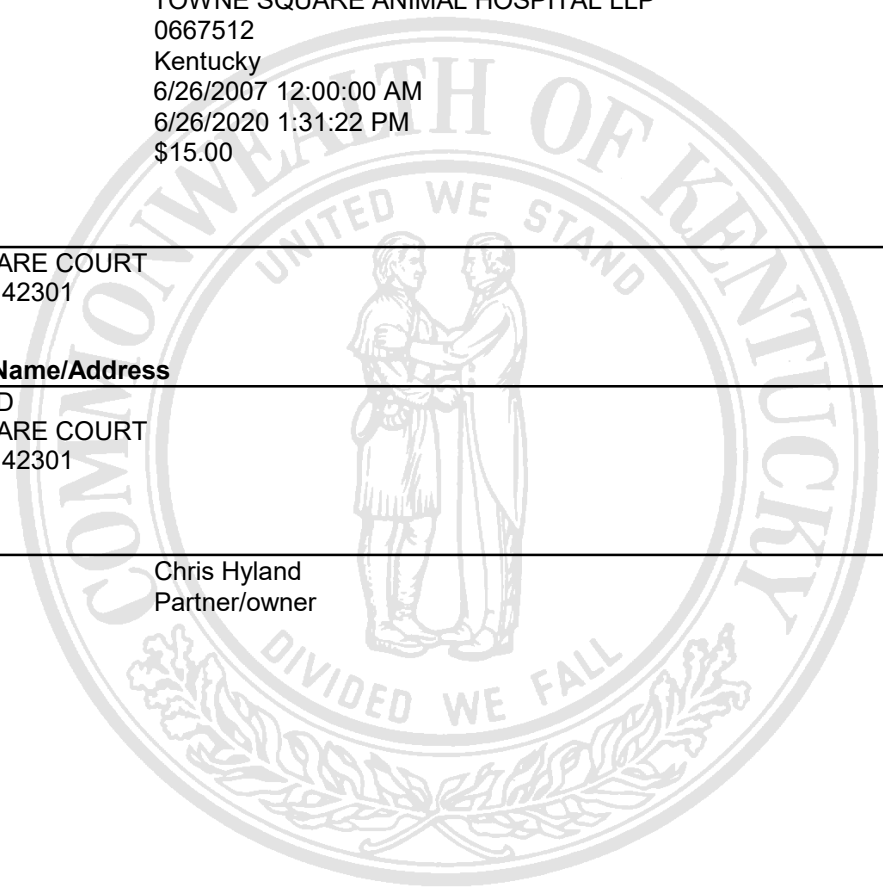 TOWNE SQUARE ANIMAL HOSPITAL LLP
0667512
Kentucky
6/26/2007 12:00:00 AM
6/26/2020 1:31:22 PM
$15.00
ARE COURT
42301
Name/Address
D
ARE COURT
42301
Chris Hyland
Partner/owner
COMMONWEALTH OF KENTUCKY
UNITED WE STAND
DIVIDED WE FALL